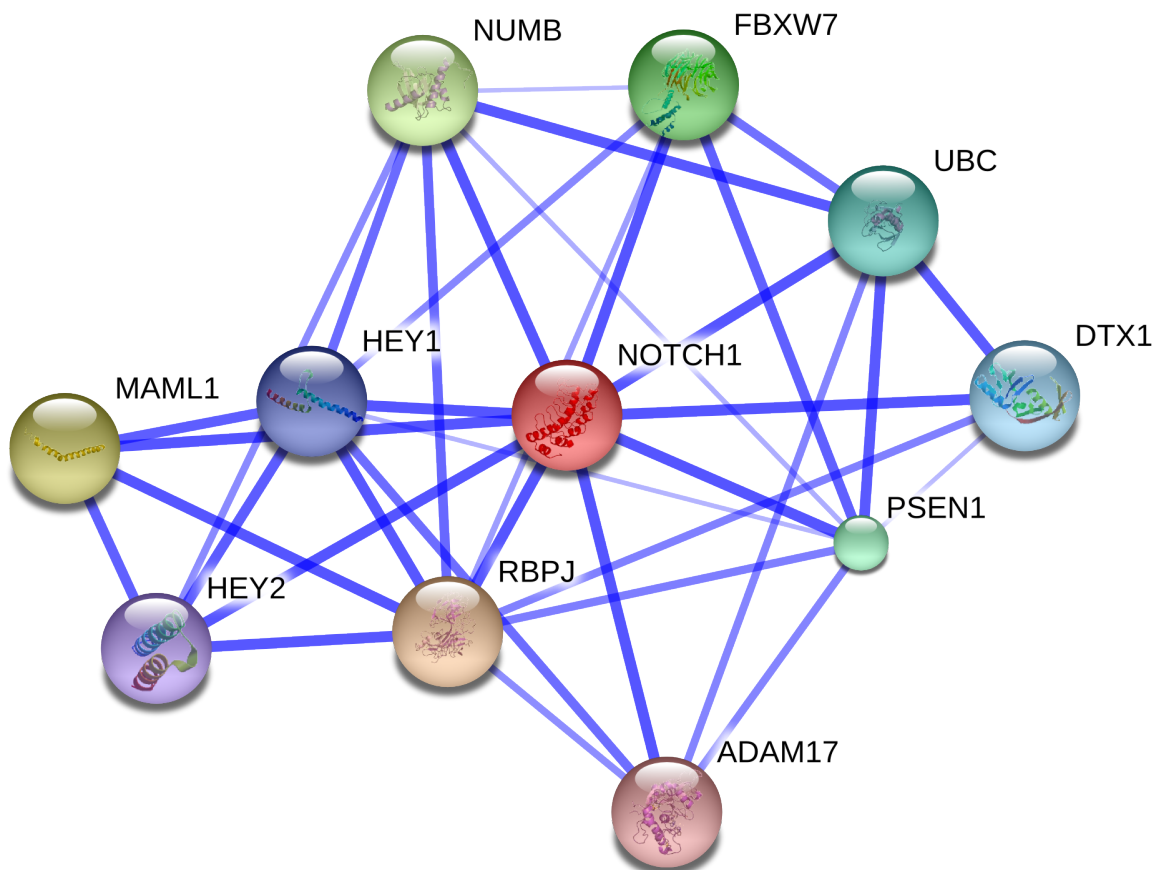 NUMB
FBXW7
UBC
DTX1
HEY1
NOTCH1
MAML1
PSEN1
RBPJ
HEY2
ADAM17